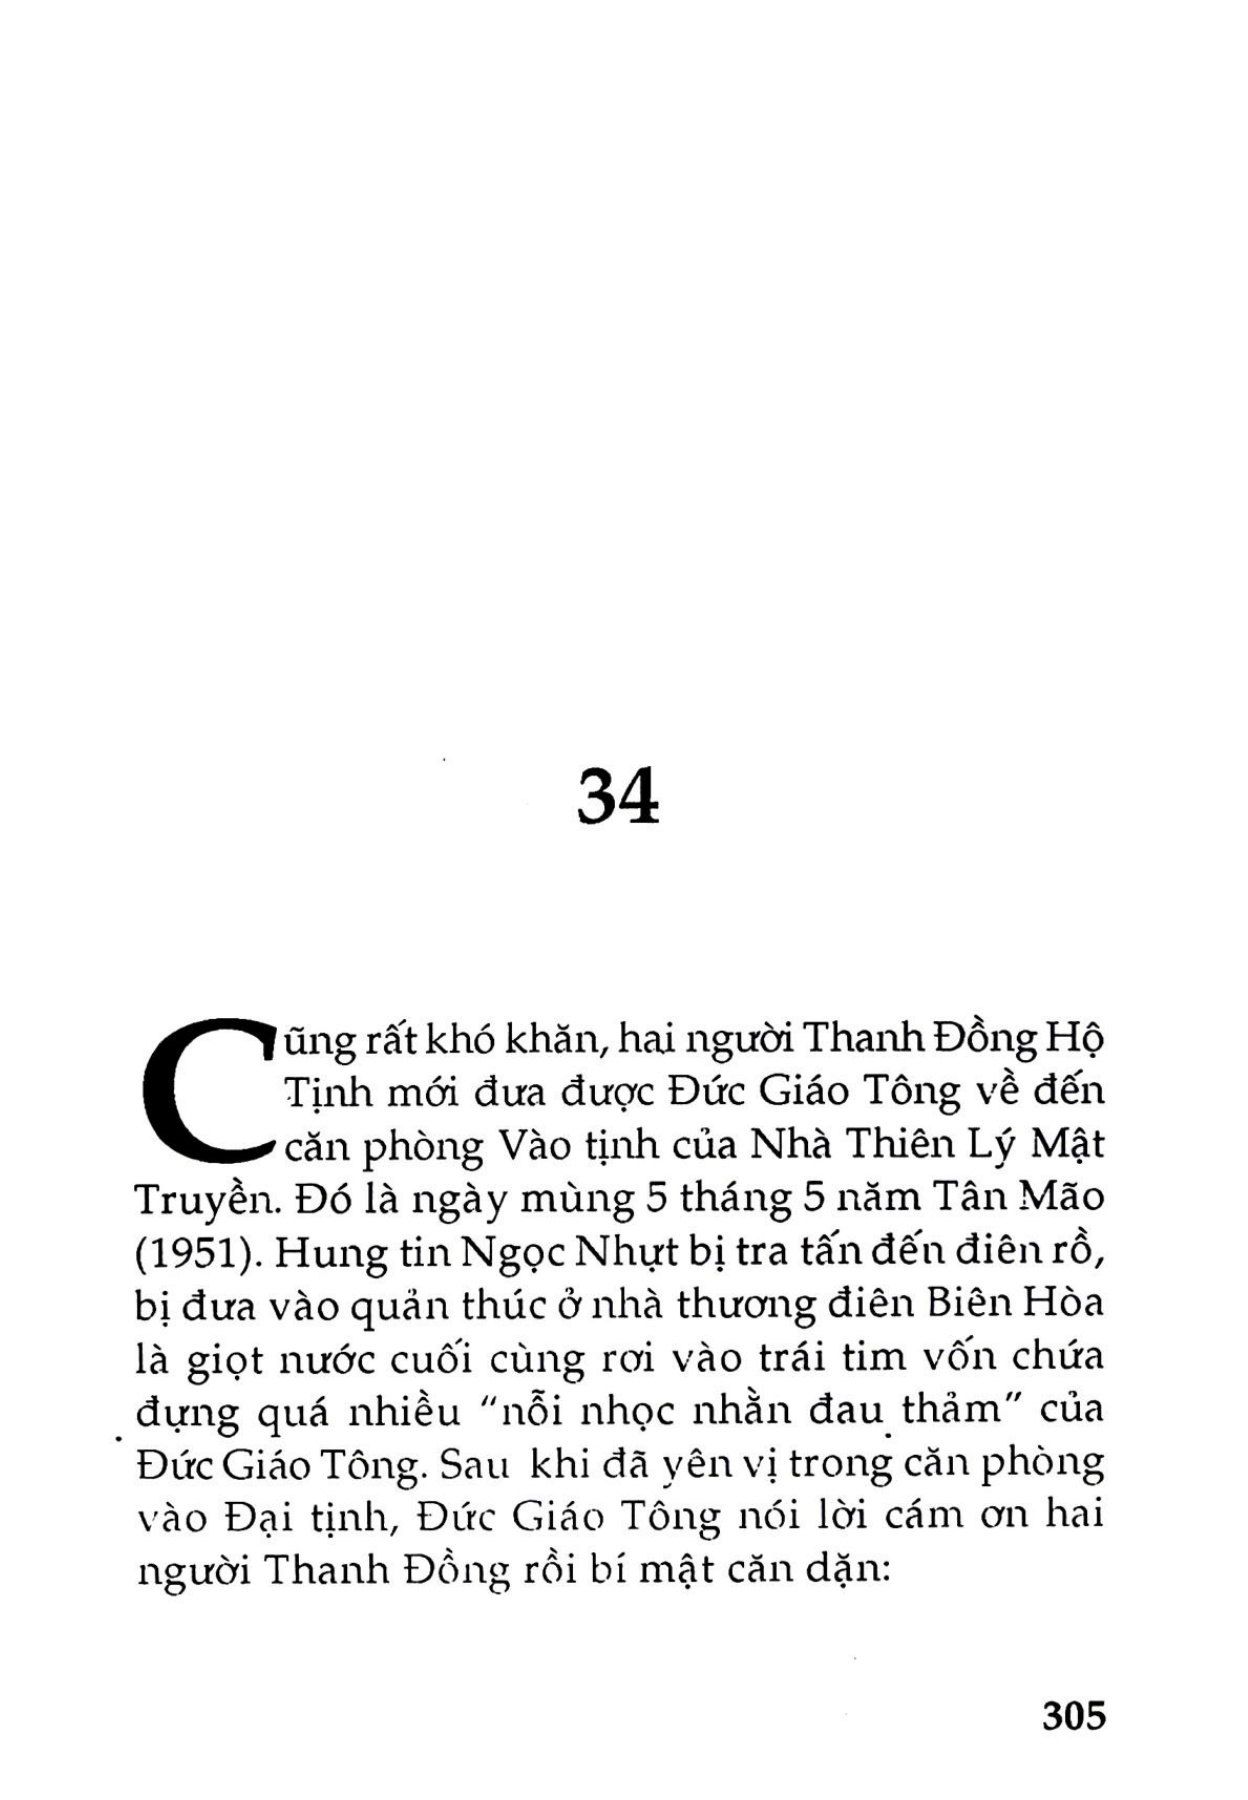 34
Cũng rất khó khăn, hai người Thanh Đồng Hộ
Tịnh mới đưa được Đức Giáo Tông về đến
căn phòng Vào tịnh của Nhà Thiên Lý Mật
Truyền. Đó là ngày mùng 5 tháng 5 năm Tân Mão
(1951). Hung tin Ngọc Nhựt bị tra tấn đến điên rồ,
bị đưa vào quản thúc ở nhà thương điên Biên Hòa
là giọt nước cuối cùng rơi vào trái tim vốn chứa
đựng quá nhiều "nỗi nhọc nhằn đau thảm" của
Đức Giáo Tông. Sau khi đã yên vị trong căn phòng
vào Đại tịnh, Đức Giáo Tông nói lời cám ơn hai
người Thanh Đồng rồi bí mật căn dặn:
305